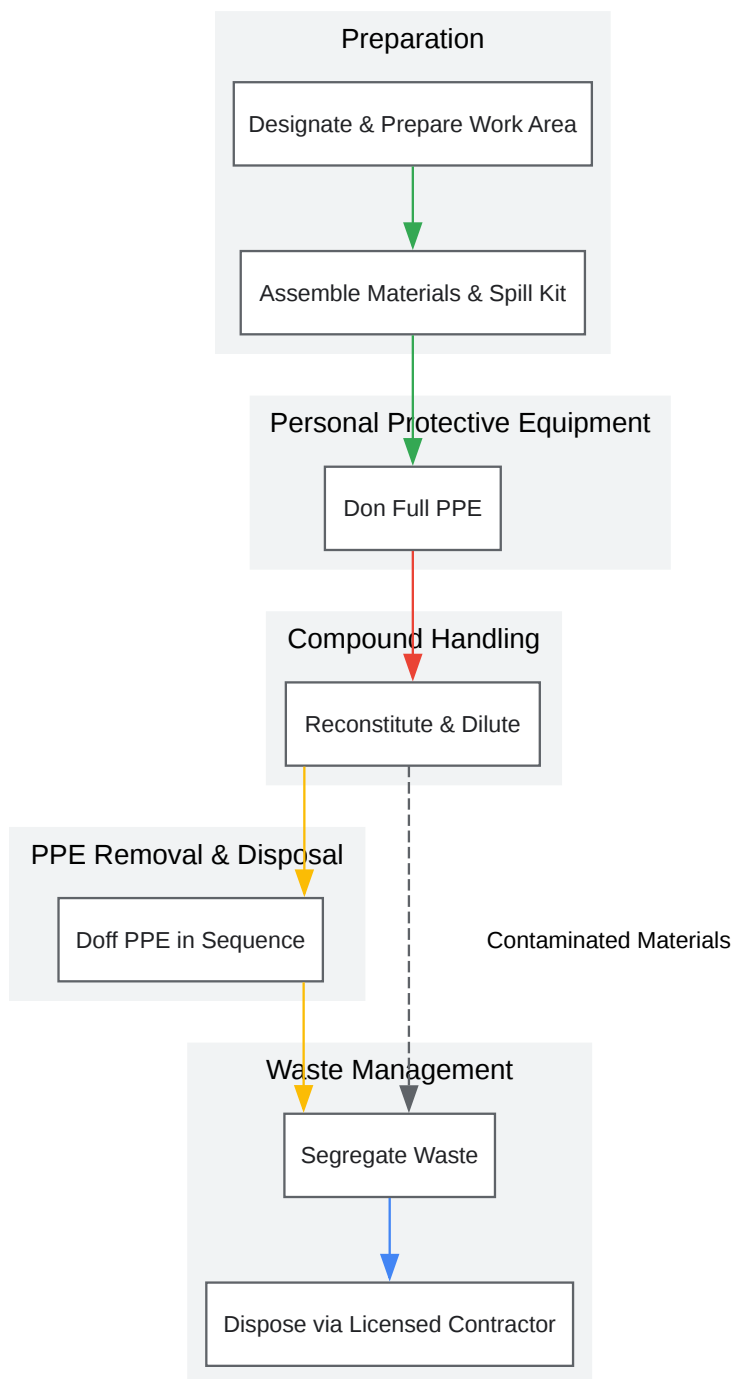 Preparation
Designate & Prepare Work Area
Assemble Materials & Spill Kit
Personal Protective Equipment
Don Full PPE
Compound Handling
Reconstitute & Dilute
PPE Removal & Disposal
Doff PPE in Sequence
Contaminated Materials
Waste Management
Segregate Waste
Dispose via Licensed Contractor